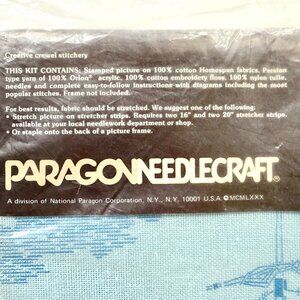 Creative crewel stitchery
THIS KIT CONTAINS: Stamped picture on 100% cotton Homespun fabrics, Persian
type yarn of 100% Orlon® acrylic, 100% cotton embroidery floss, 100% nylon tulle,
needles and complete easy-to-follow instructions with diagrams including the most
popular stitches. Frame not included.
For best results, fabric should be stretched. We suggest one of the following:
• Stretch picture on stretcher strips. Requires two 16" and two 20" stretcher strips,
available at your local needlework department or shop.
• Or staple onto the back of a picture frame.
PARAGON NEEDLECRAFT®
A division of National Paragon Corporation, N.Y., N.Y. 10001 U.S.A. ©MCMLXXX